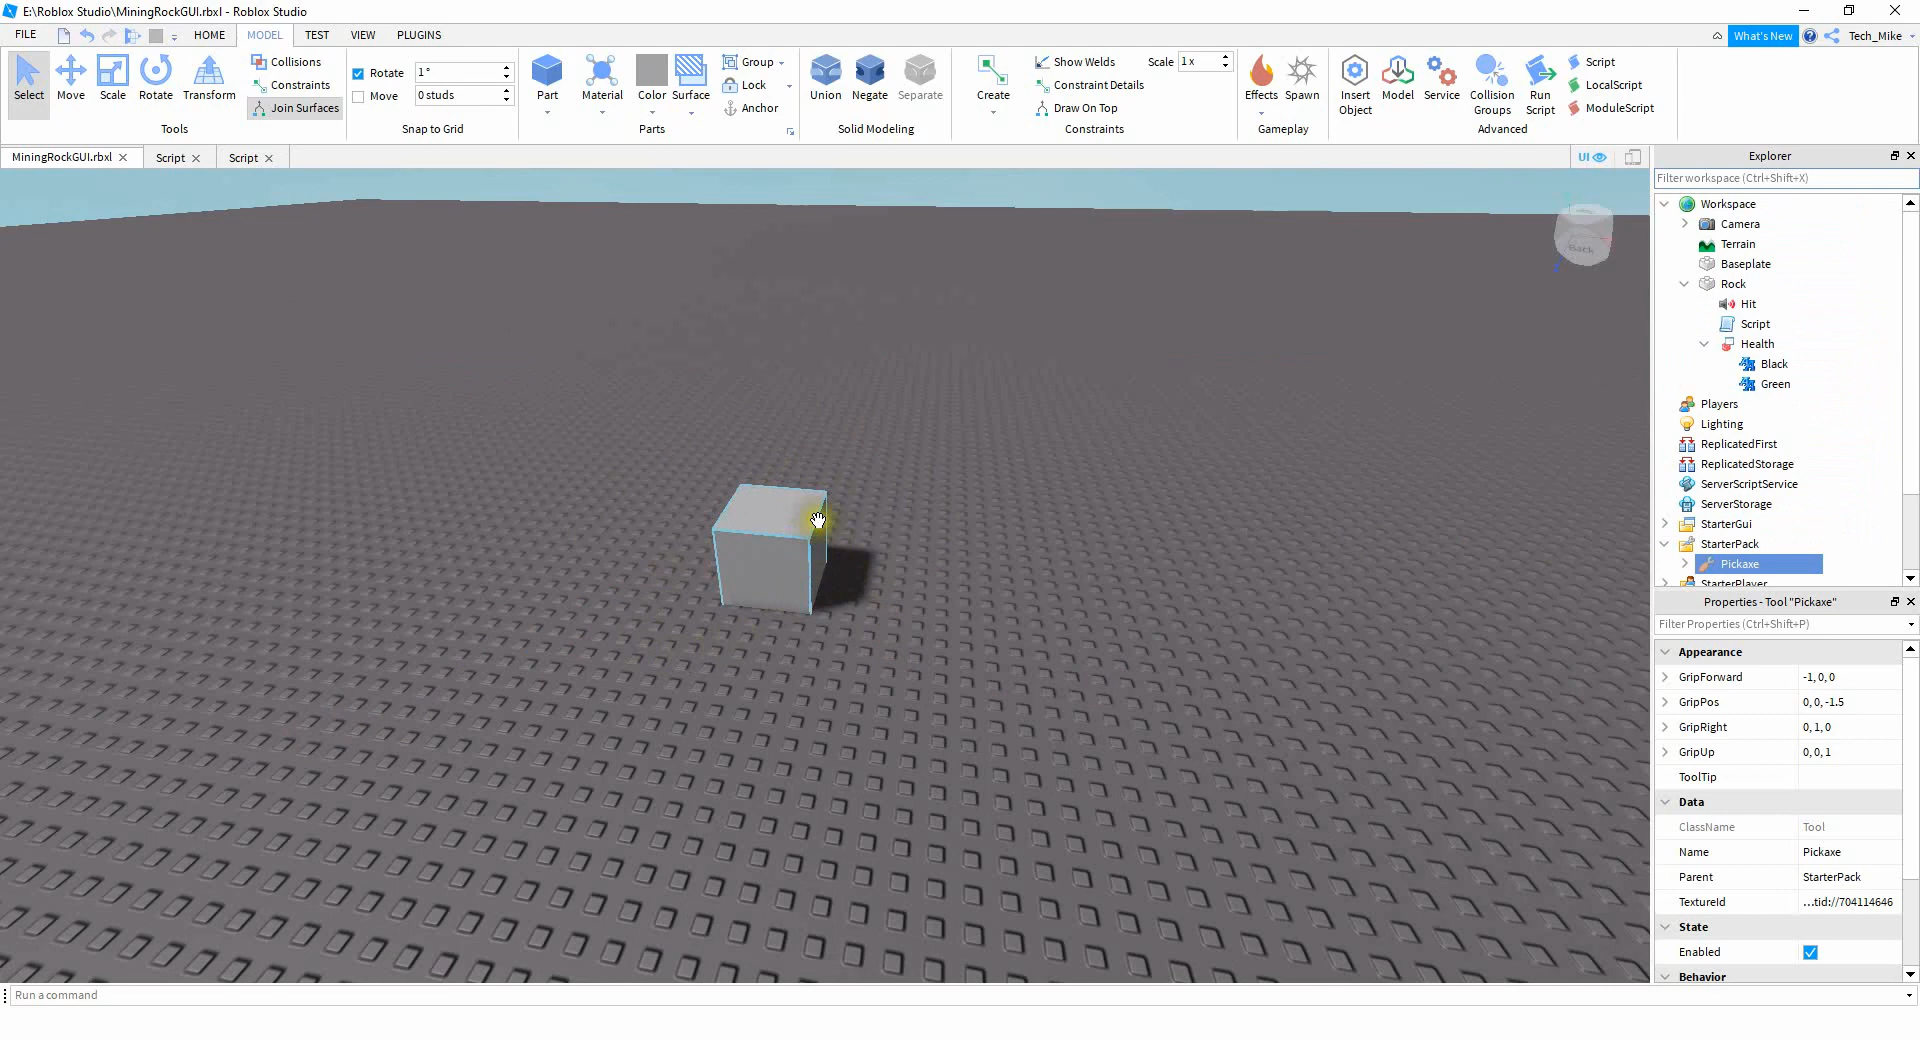 E:\Roblox Studio\MiningRockGUI.rbxl - Roblox Studio
FILE HOME MODEL TEST VIEW PLUGINS What's New Tech_Mike
Select Move Scale Rotate Transform
Collisions
Constraints
Join Surfaces
Tools
Rotate 1°
Move 0 studs
Snap to Grid
Part Material Color Surface
Group
Lock
Anchor
Parts
Union Negate Separate
Solid Modeling
Create
Show Welds Scale 1 x
Constraint Details
Draw On Top
Constraints
Effects Spawn
Gameplay
Insert Object
Model
Service
Collision Groups
Run Script
Script
LocalScript
ModuleScript
Advanced
MiningRockGUI.rbxl Script Script UI
Back
Explorer
Filter workspace (Ctrl+Shift+X)
Workspace
Camera
Terrain
Baseplate
Rock
Hit
Script
Health
Black
Green
Players
Lighting
ReplicatedFirst
ReplicatedStorage
ServerScriptService
ServerStorage
StarterGui
StarterPack
Pickaxe
StarterPlayer
Properties - Tool "Pickaxe"
Filter Properties (Ctrl+Shift+P)
Appearance
GripForward -1, 0, 0
GripPos 0, 0, -1.5
GripRight 0, 1, 0
GripUp 0, 0, 1
ToolTip
Data
ClassName Tool
Name Pickaxe
Parent StarterPack
TextureId ...tid://704114646
State
Enabled
Behavior
Run a command